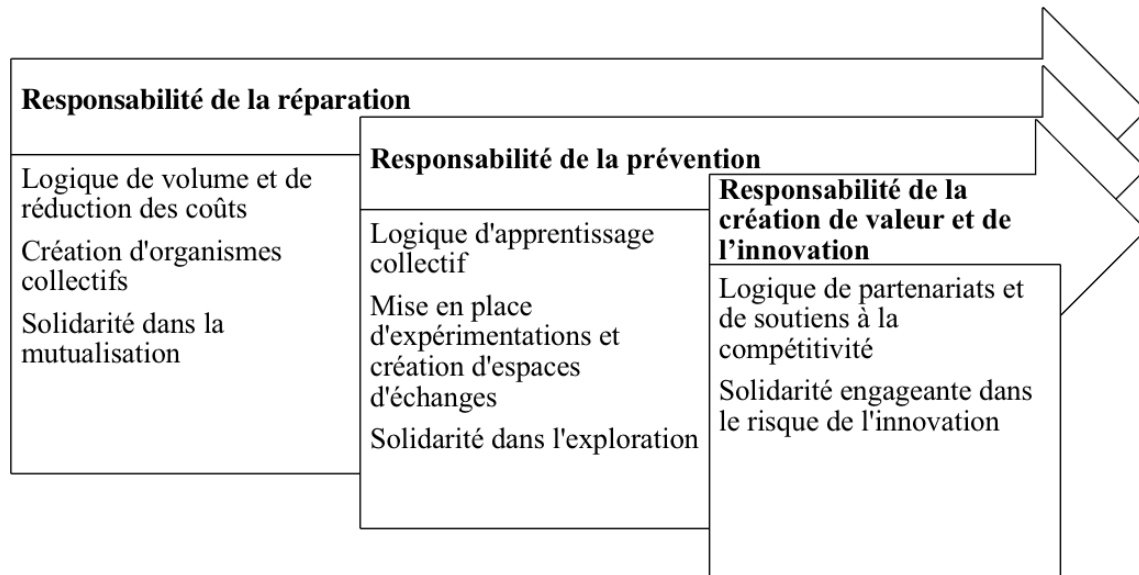 Responsabilité de la réparation
Logique de volume et de
réduction des coûts
Création d'organismes
collectifs
Solidarité dans la
mutualisation
Responsabilité de la prévention
Logique d'apprentissage
collectif
Mise en place
d'expérimentations et
création d'espaces
d'échanges
Solidarité dans l'exploration
Responsabilité de la
création de valeur et de
l’innovation
Logique de partenariats et
de soutiens à la
compétitivité
Solidarité engageante dans
le risque de l'innovation